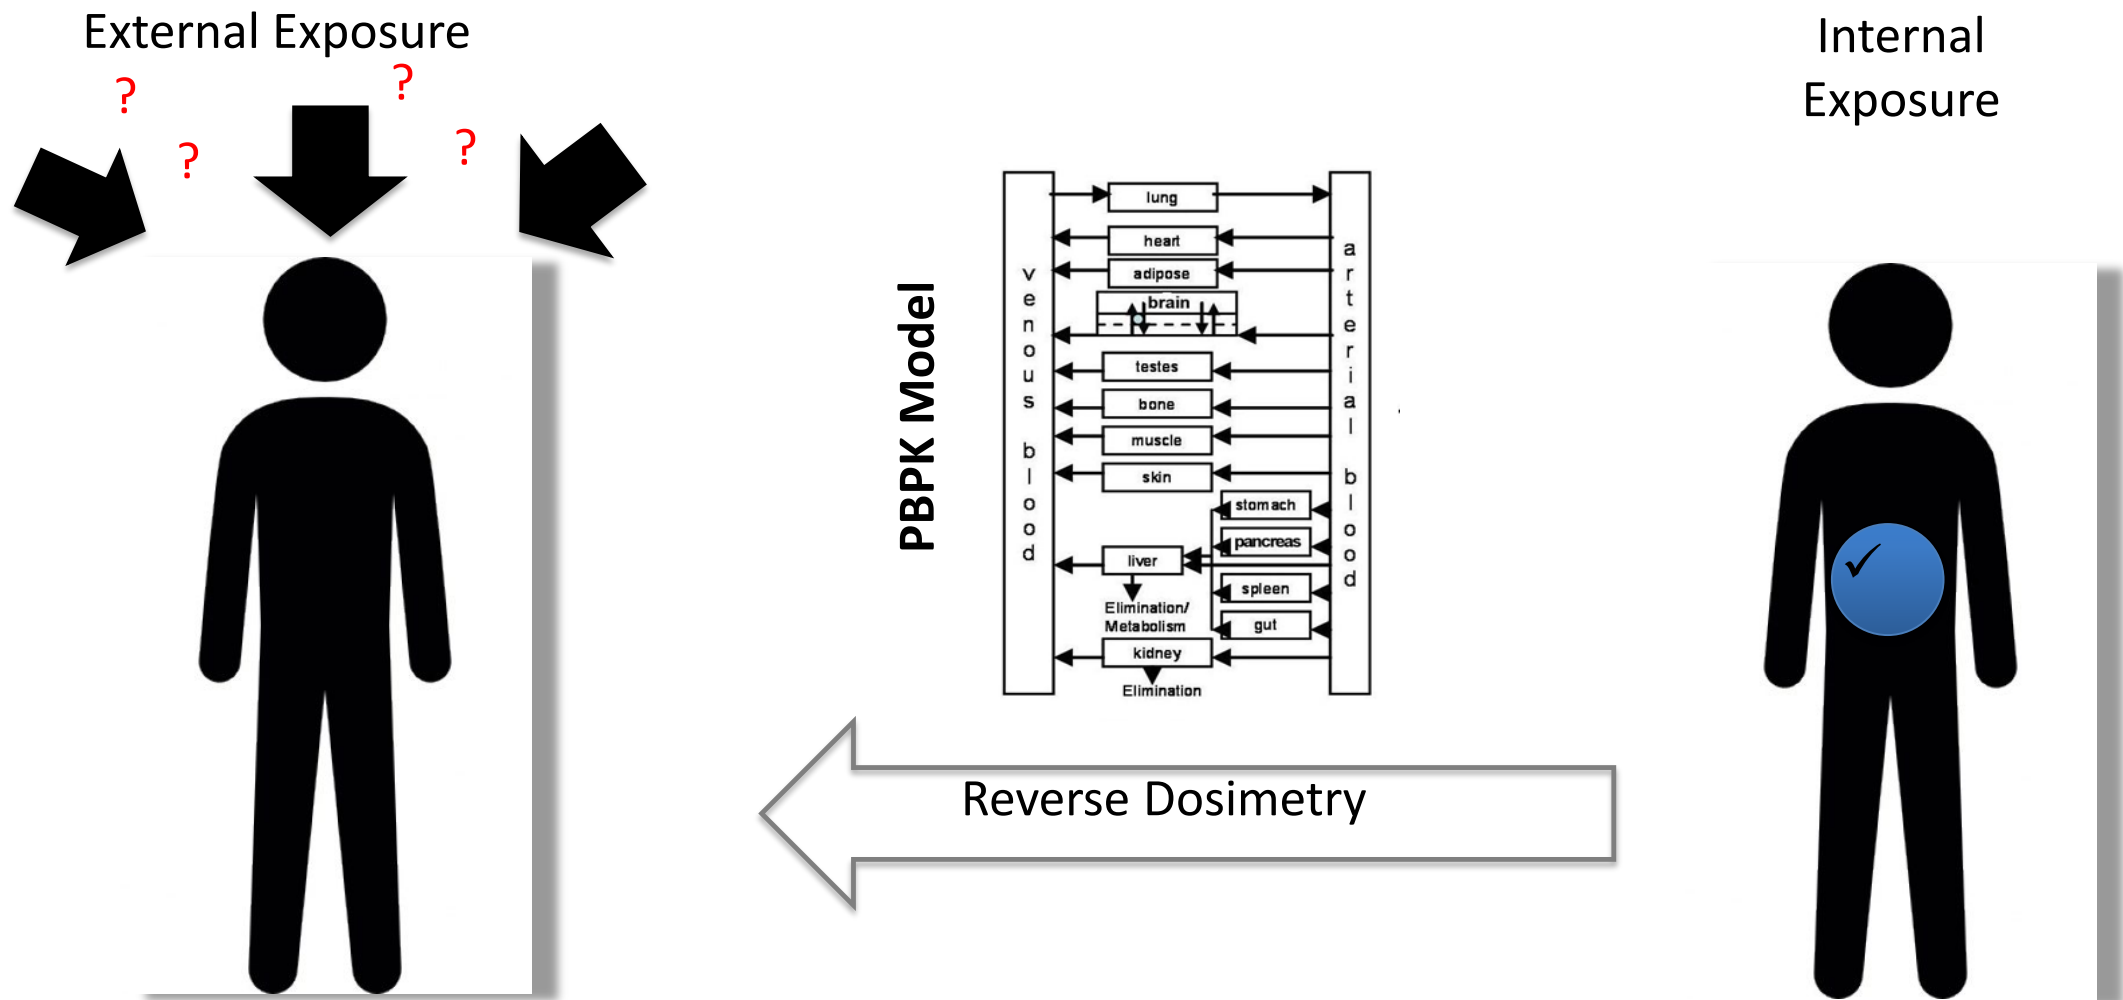 External Exposure
?
?
?
?
Internal
Exposure
PBPK Model
venous blood
arterial blood
lung
heart
adipose
brain
testes
bone
muscle
skin
stomach
pancreas
liver
spleen
Elimination/
Metabolism
gut
kidney
Elimination
Reverse Dosimetry